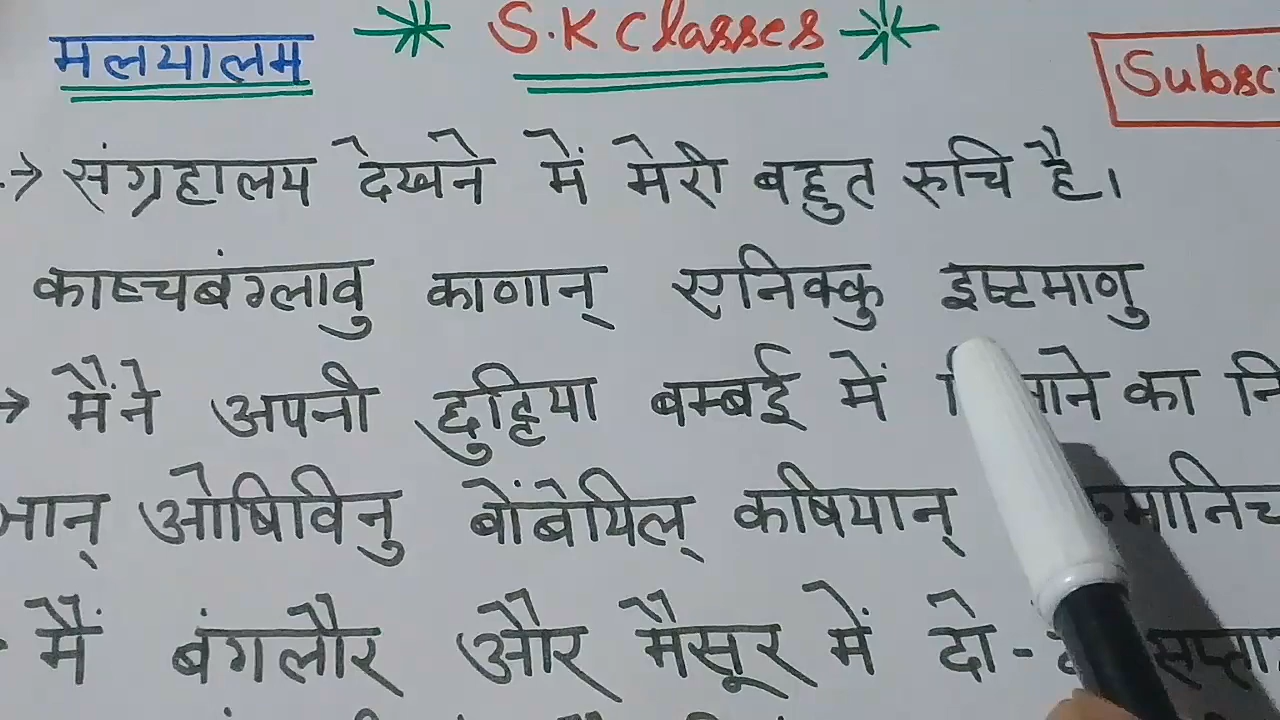 मलयालम S.K Classes Subsc
→ संग्रहालय देखने में मेरी बहुत रुचि है।
काष्चबंग्लावु काणान् एनिक्कु इष्टमाणु
→ मैंने अपनी छुट्टिया बम्बई में का
ओषिविनु बोंबेयिल् कषियान्
मैं बंगलौर और मैसूर में दो-